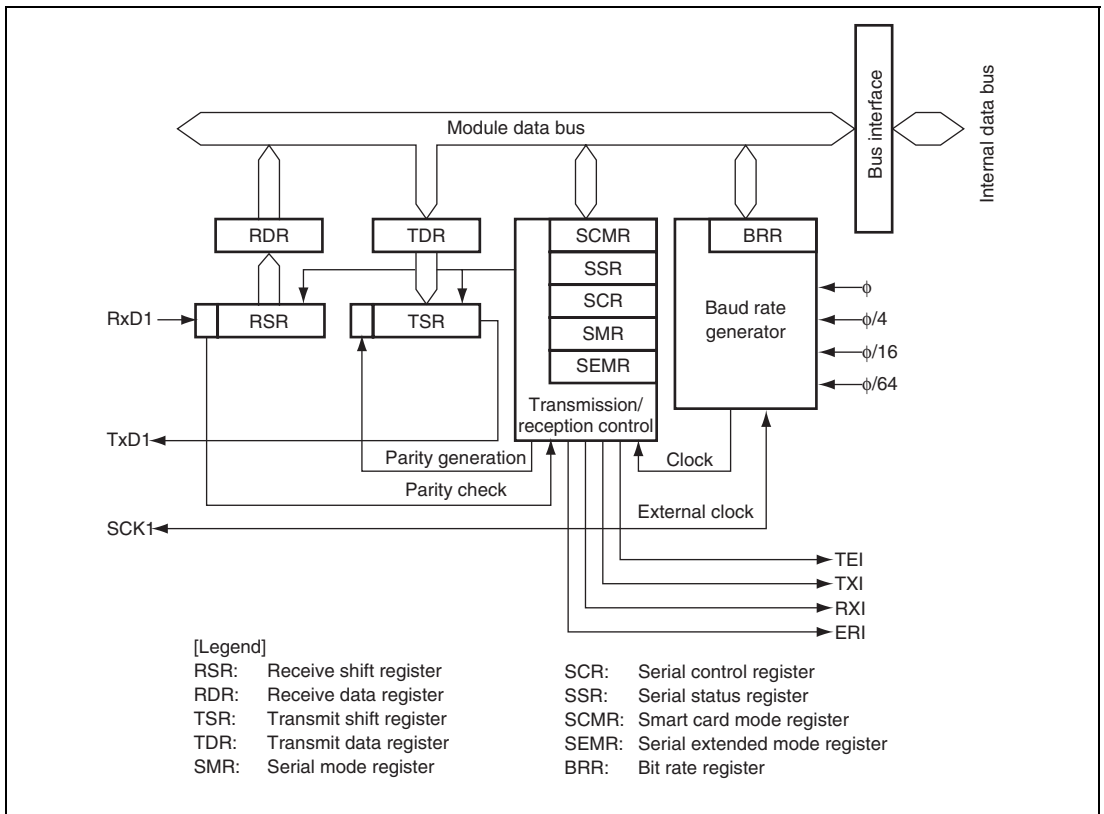 Module data bus
Bus interface
Internal data bus
RDR
TDR
SCMR
BRR
SSR
SCR
SMR
SEMR
RxD1
RSR
TSR
Baud rate
generator
φ
φ/4
φ/16
φ/64
Transmission/
reception control
TxD1
Parity generation
Clock
Parity check
External clock
SCK1
TEI
TXI
RXI
ERI
[Legend]
RSR: Receive shift register
RDR: Receive data register
TSR: Transmit shift register
TDR: Transmit data register
SMR: Serial mode register
SCR: Serial control register
SSR: Serial status register
SCMR: Smart card mode register
SEMR: Serial extended mode register
BRR: Bit rate register